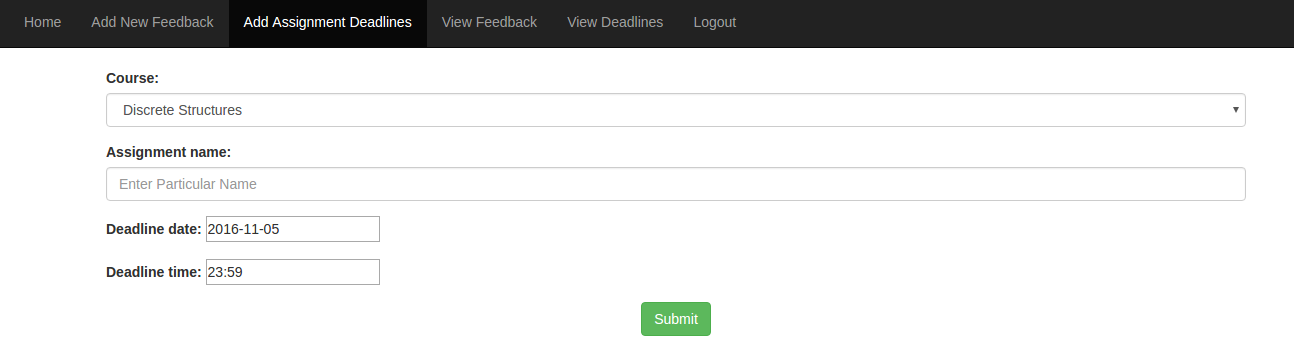 Home Add New Feedback Add Assignment Deadlines View Feedback View Deadlines Logout
Course:
Discrete Structures
Assignment name:
Enter Particular Name
Deadline date: 2016-11-05
Deadline time: 23:59
Submit